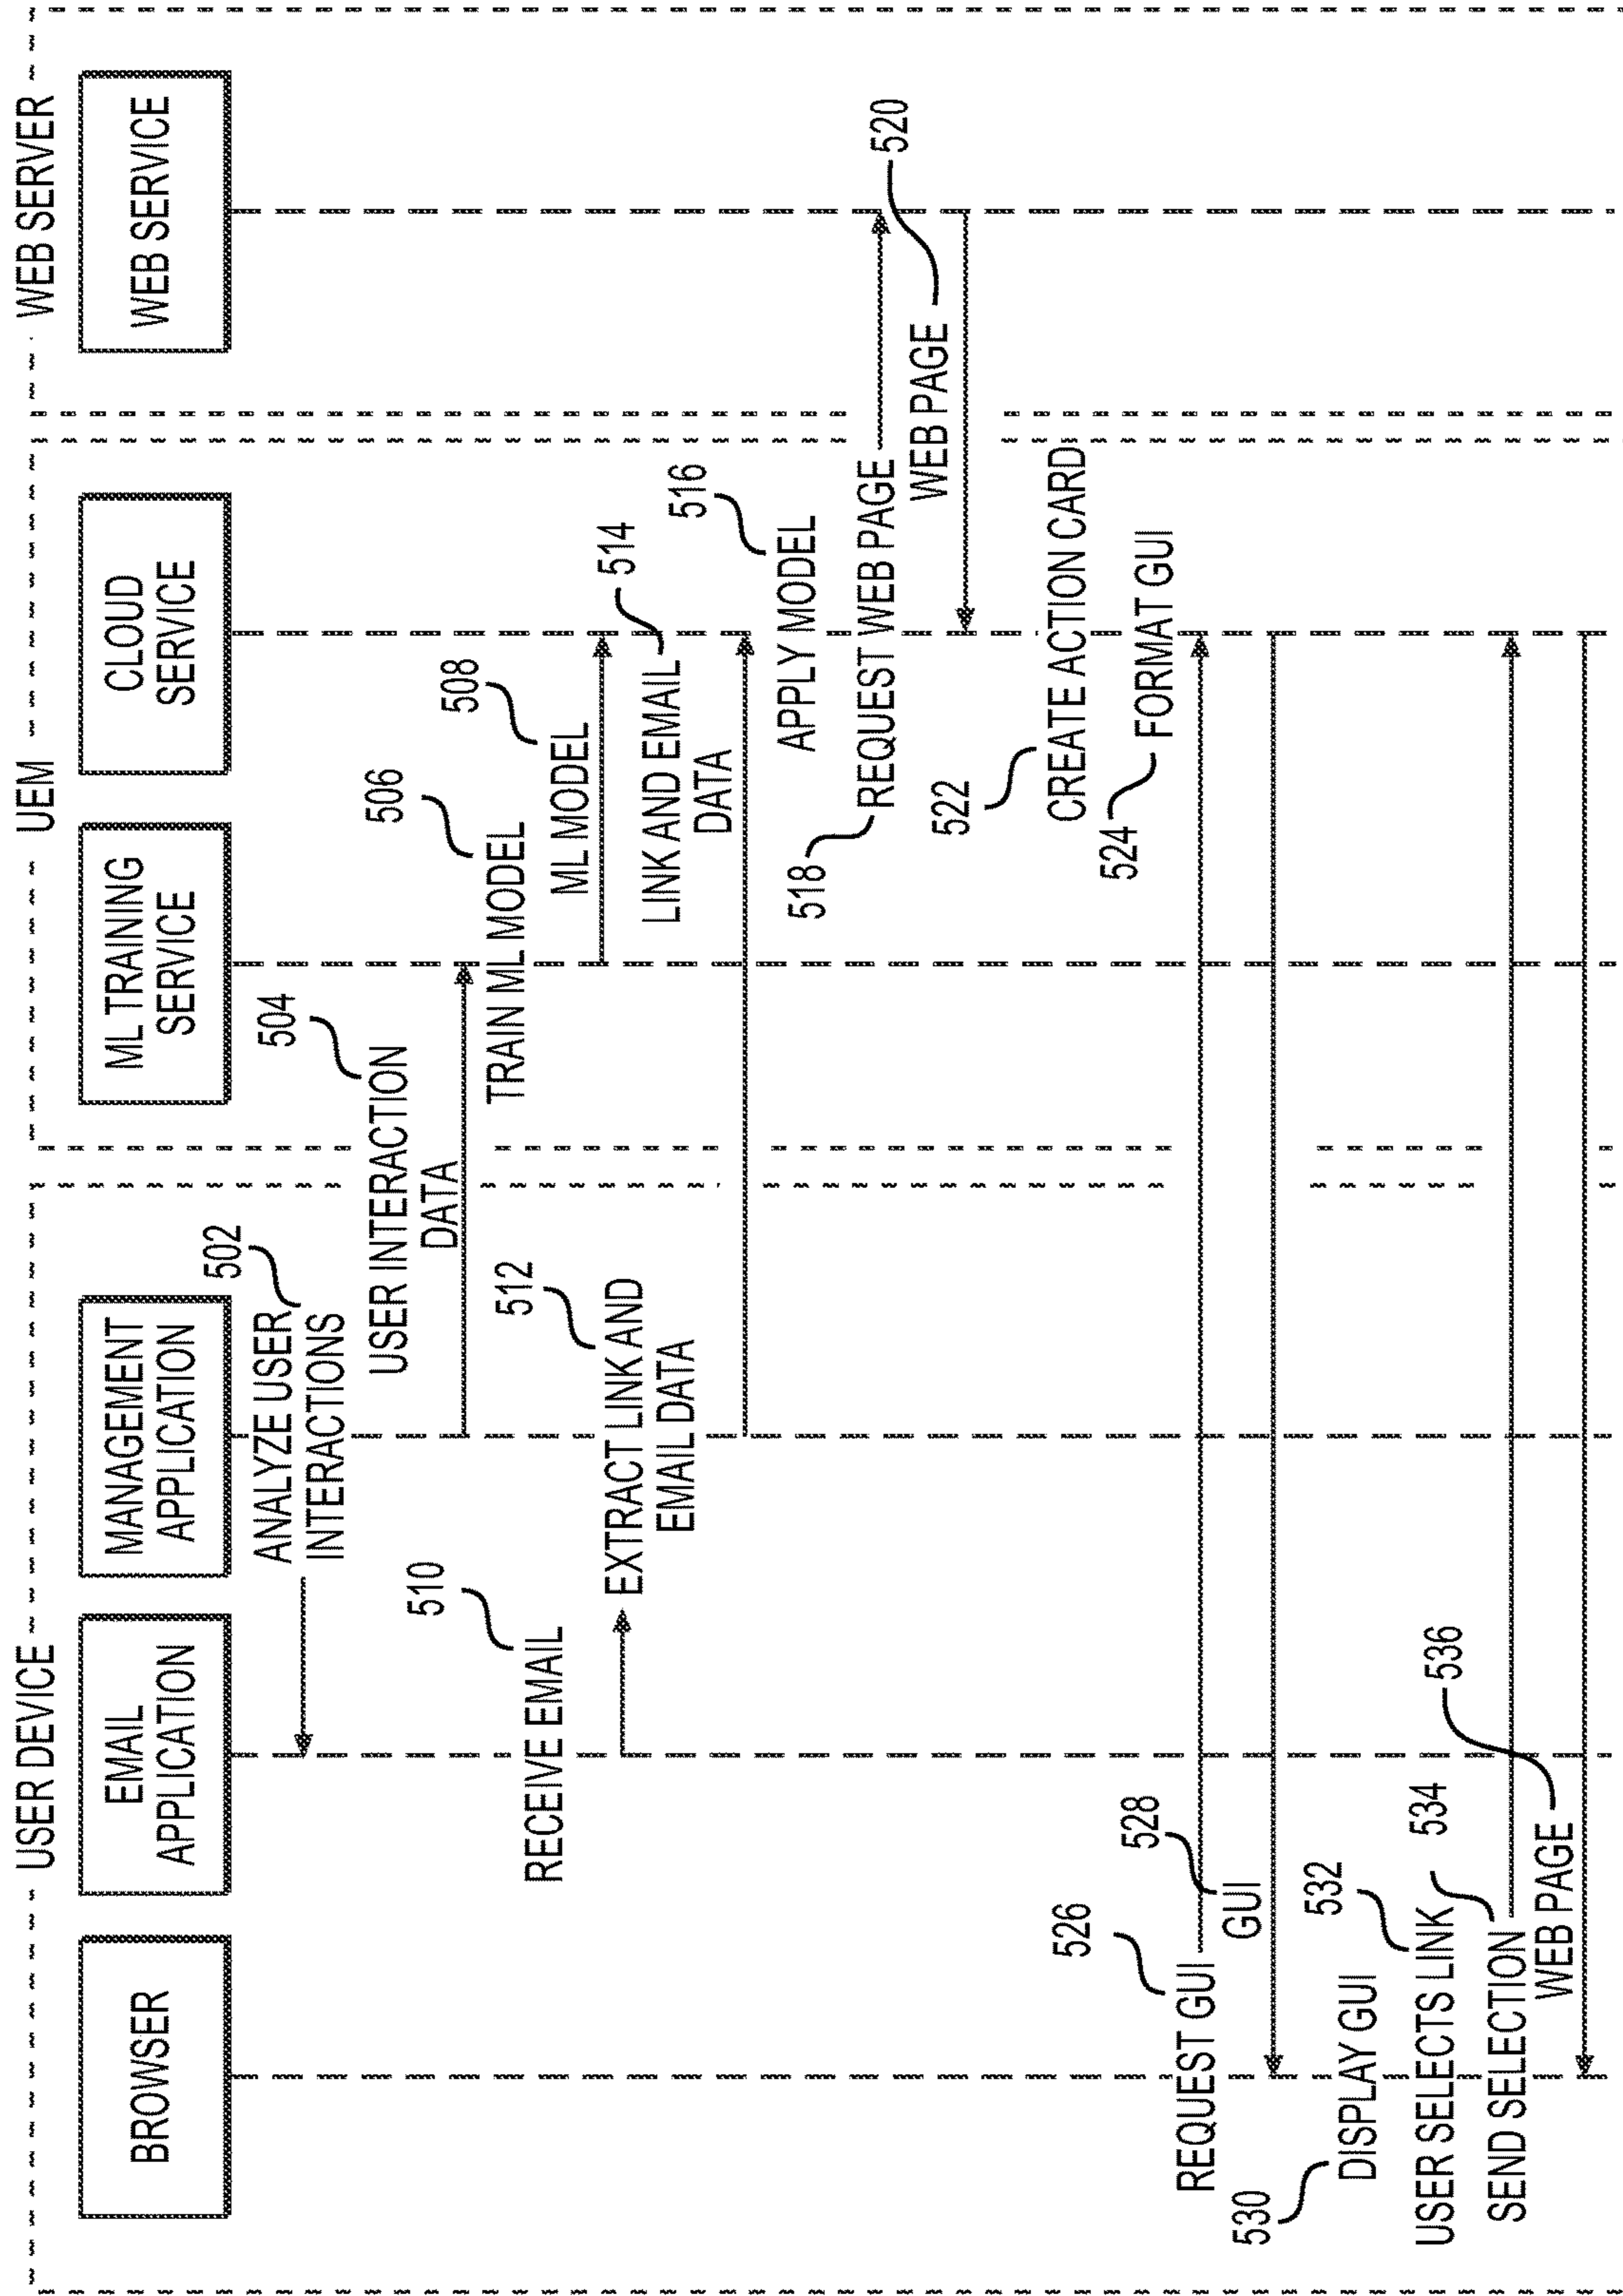 USER DEVICE
UEM
WEB SERVER
BROWSER
EMAIL
APPLICATION
MANAGEMENT
APPLICATION
ML TRAINING
SERVICE
CLOUD
SERVICE
WEB SERVICE
502
ANALYZE USER
INTERACTIONS
504
USER INTERACTION
DATA
506
TRAIN ML MODEL
508
ML MODEL
510
RECEIVE EMAIL
512
EXTRACT LINK AND
EMAIL DATA
514
LINK AND EMAIL
DATA
516
APPLY MODEL
518
REQUEST WEB PAGE
520
WEB PAGE
522
CREATE ACTION CARD
524
FORMAT GUI
526
REQUEST GUI
528
GUI
530
DISPLAY GUI
532
USER SELECTS LINK
534
SEND SELECTION
536
WEB PAGE